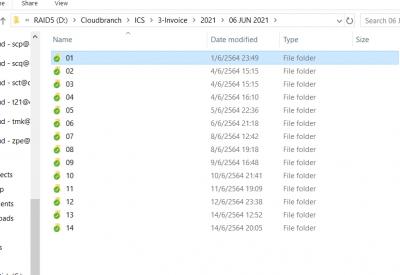 Share View
« RAID5 (D:) › Cloudbranch › ICS › 3-Invoice › 2021 › 06 JUN 2021 › Search 06 J
Name Date modified Type Size
01 1/6/2564 23:49 File folder
02 4/6/2564 15:15 File folder
03 4/6/2564 15:15 File folder
04 4/6/2564 16:10 File folder
05 5/6/2564 22:36 File folder
06 6/6/2564 21:18 File folder
07 8/6/2564 12:42 File folder
08 8/6/2564 19:18 File folder
09 9/6/2564 16:48 File folder
10 10/6/2564 21:41 File folder
11 11/6/2564 19:09 File folder
12 12/6/2564 23:38 File folder
13 14/6/2564 12:52 File folder
14 14/6/2564 20:05 File folder
d - scp@
d - scq@
d - sct@c
d - t21@c
d - tmk@
d - zpe@
ects
p
ents
oads
s